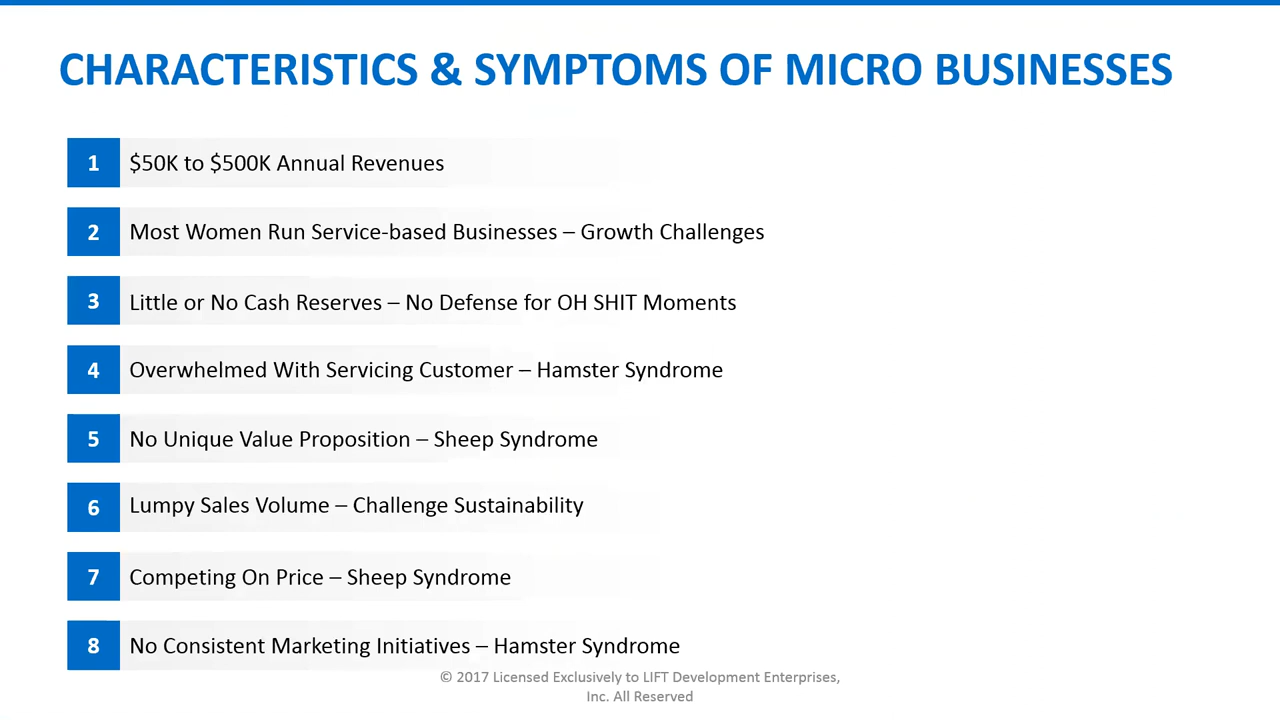 CHARACTERISTICS & SYMPTOMS OF MICRO BUSINESSES
1 $50K to $500K Annual Revenues
2 Most Women Run Service-based Businesses – Growth Challenges
3 Little or No Cash Reserves – No Defense for OH SHIT Moments
4 Overwhelmed With Servicing Customer – Hamster Syndrome
5 No Unique Value Proposition – Sheep Syndrome
6 Lumpy Sales Volume – Challenge Sustainability
7 Competing On Price – Sheep Syndrome
8 No Consistent Marketing Initiatives – Hamster Syndrome
© 2017 Licensed Exclusively to LIFT Development Enterprises,
Inc. All Reserved